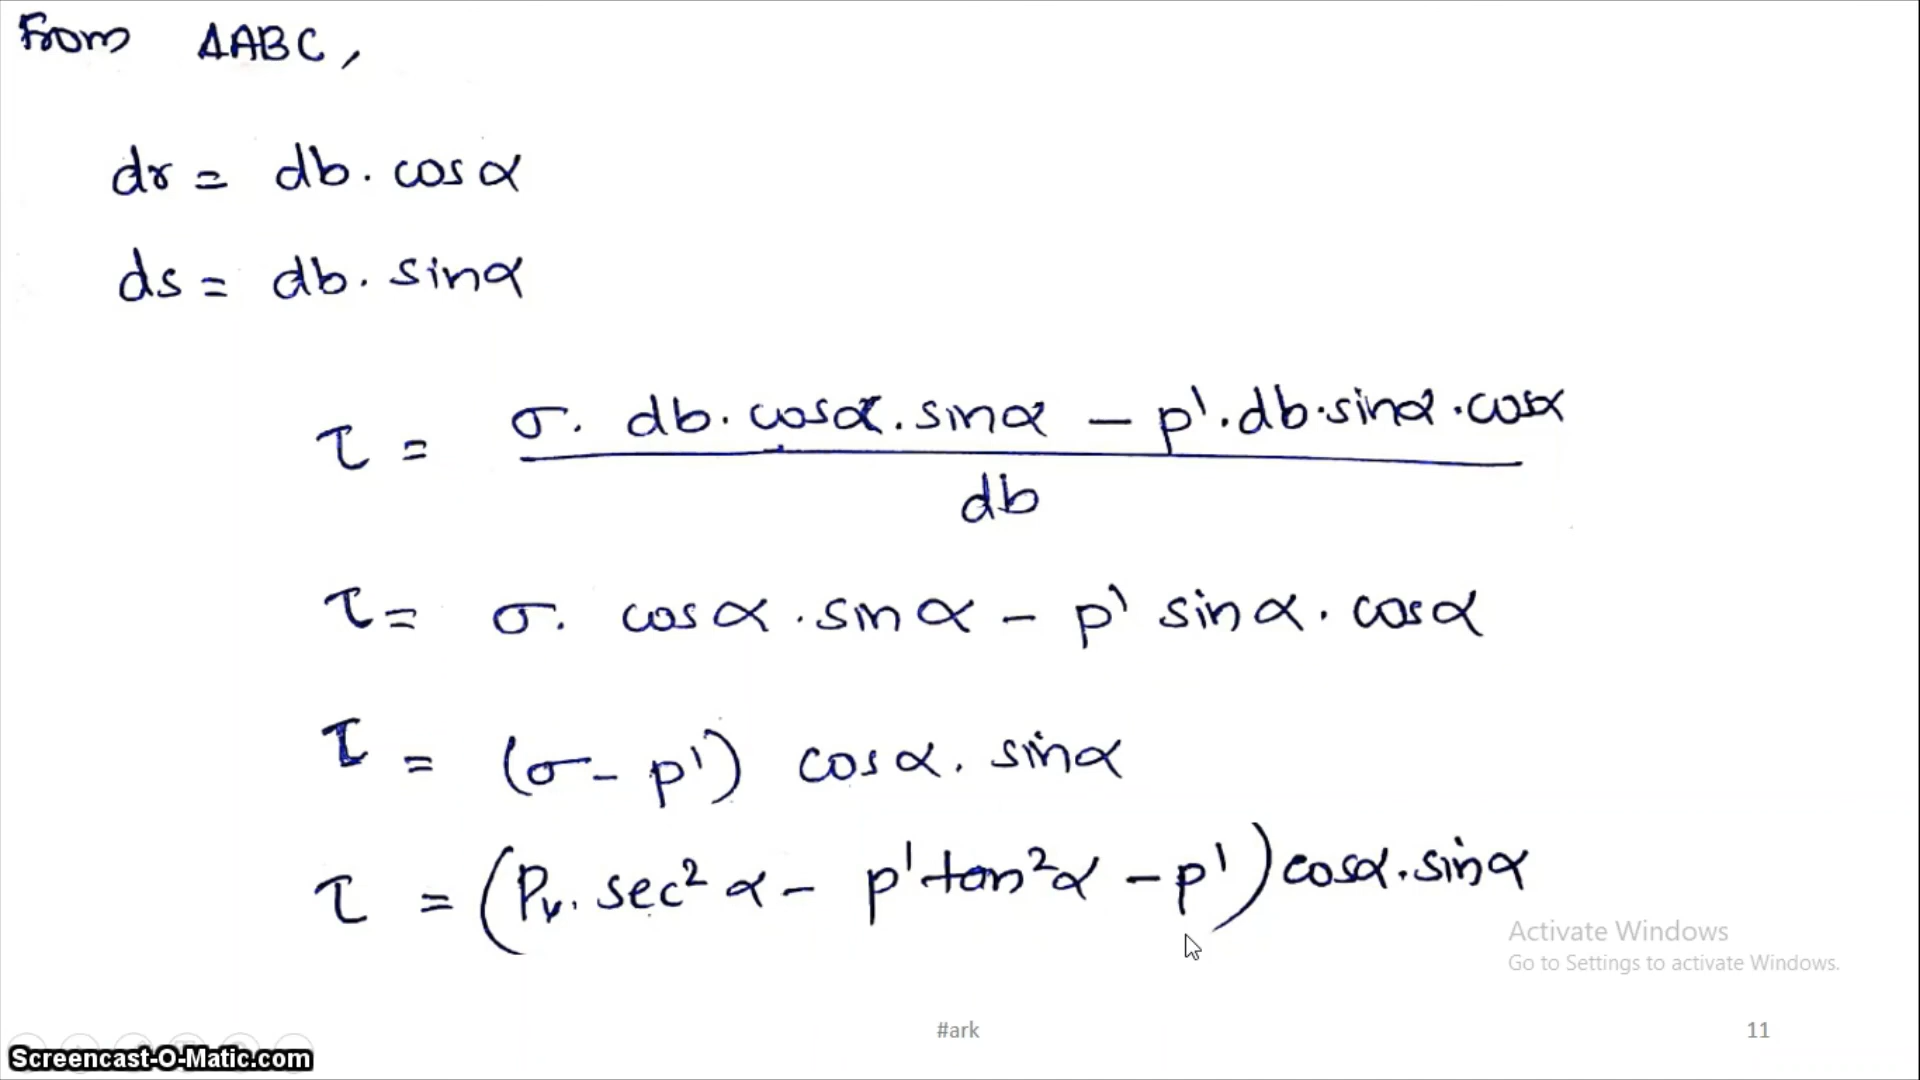 From ΔABC,
dr = db. cosα
ds = db. sinα
τ = σ. db. cosα. sinα – p'. db. sinα. cosα
db
τ = σ. cosα. sinα – p' sinα. cosα
τ = (σ – p') cosα. sinα
τ = (Pv. sec²α – p' tan²α – p') cosα. sinα
Activate Windows
Go to Settings to activate Windows.
#ark
11
Screencast-O-Matic.com